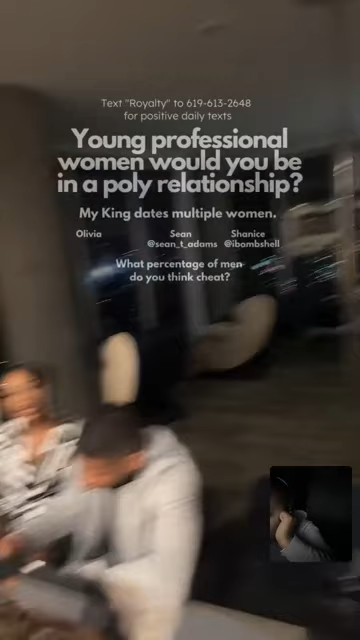 Text "Royalty" to 619-613-2648
for positive daily texts
Young professional
women would you be
in a poly relationship?
My King dates multiple women.
Olivia Sean Shanice
@sean_t_adams @ibambshell
What percentage of men
do you think cheat?